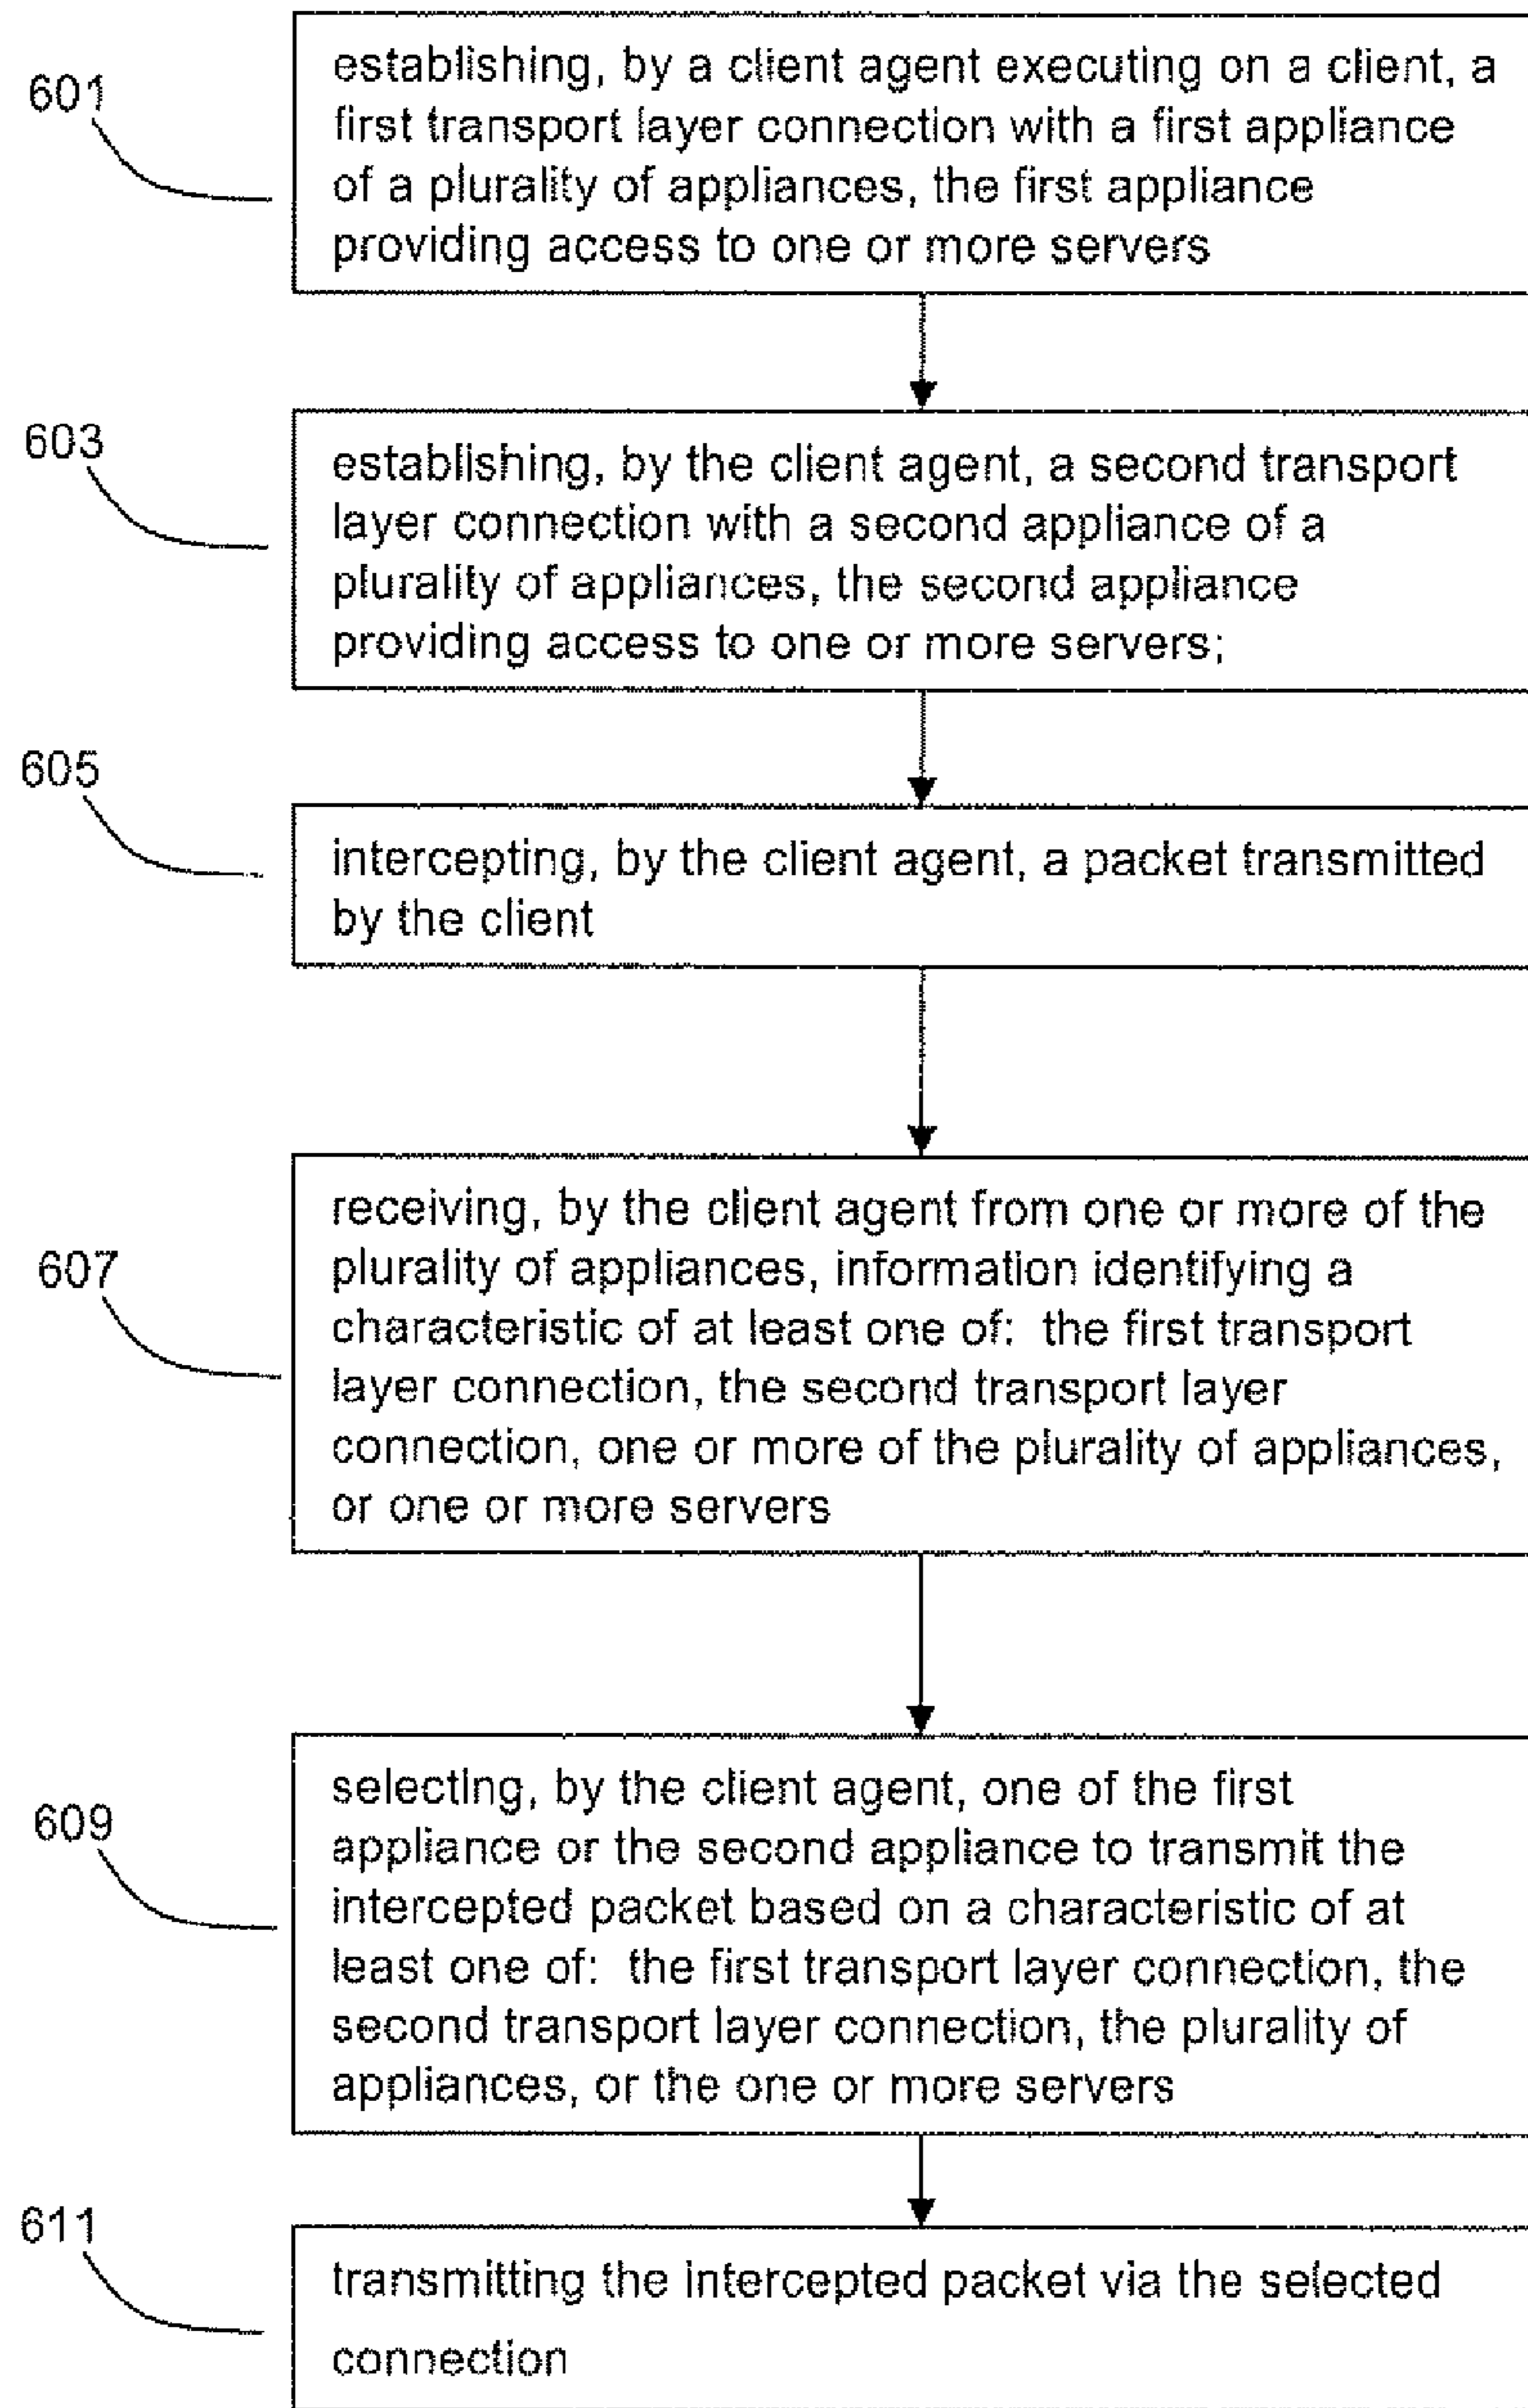 601
establishing, by a client agent executing on a client, a
first transport layer connection with a first appliance
of a plurality of appliances, the first appliance
providing access to one or more servers
603
establishing, by the client agent, a second transport
layer connection with a second appliance of a
plurality of appliances, the second appliance
providing access to one or more servers;
605
intercepting, by the client agent, a packet transmitted
by the client
607
receiving, by the client agent from one or more of the
plurality of appliances, information identifying a
characteristic of at least one of: the first transport
layer connection, the second transport layer
connection, one or more of the plurality of appliances,
or one or more servers
609
selecting, by the client agent, one of the first
appliance or the second appliance to transmit the
intercepted packet based on a characteristic of at
least one of: the first transport layer connection, the
second transport layer connection, the plurality of
appliances, or the one or more servers
611
transmitting the intercepted packet via the selected
connection